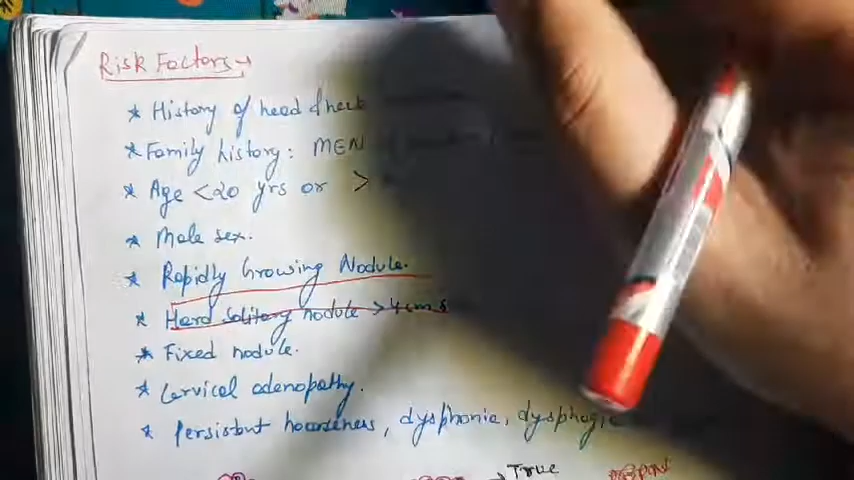 Risk Factors→
* History of head & neck
* Family history: MEN
* Age <20 yrs or >
* Male sex.
* Rapidly Growing Nodule.
* Hard Solitary nodule >4cms
* Fixed nodule.
* Cervical adenopathy.
* Persistent hoarseness, dysphonia, dysphagia
→ True